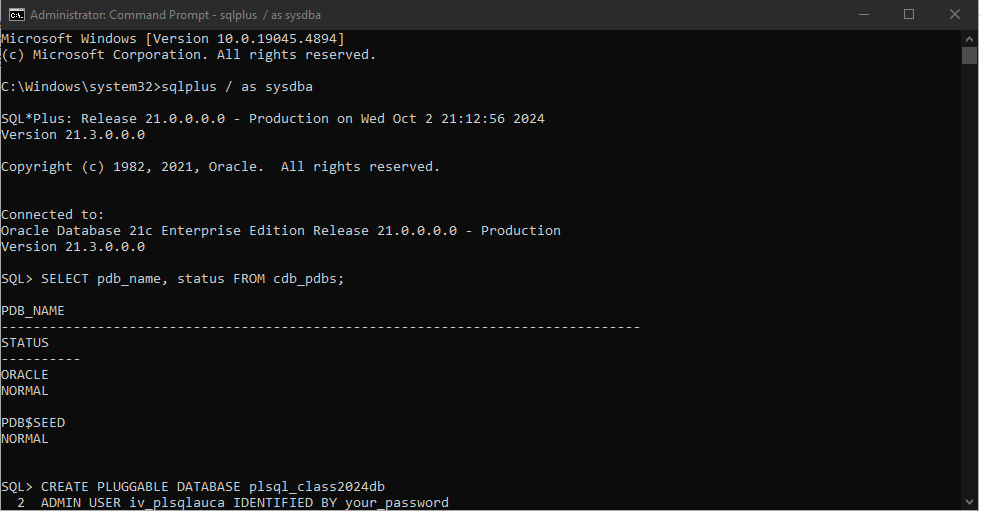 Administrator: Command Prompt - sqlplus / as sysdba
Microsoft Windows [Version 10.0.19045.4894]
(c) Microsoft Corporation. All rights reserved.
C:\Windows\system32>sqlplus / as sysdba
SQL*Plus: Release 21.0.0.0.0 - Production on Wed Oct 2 21:12:56 2024
Version 21.3.0.0.0
Copyright (c) 1982, 2021, Oracle.  All rights reserved.
Connected to:
Oracle Database 21c Enterprise Edition Release 21.0.0.0.0 - Production
Version 21.3.0.0.0
SQL> SELECT pdb_name, status FROM cdb_pdbs;
PDB_NAME
--------------------------------------------------------------------------------
STATUS
----------
ORACLE
NORMAL
PDB$SEED
NORMAL
SQL> CREATE PLUGGABLE DATABASE plsql_class2024db
2  ADMIN USER iv_plsqlauca IDENTIFIED BY your_password